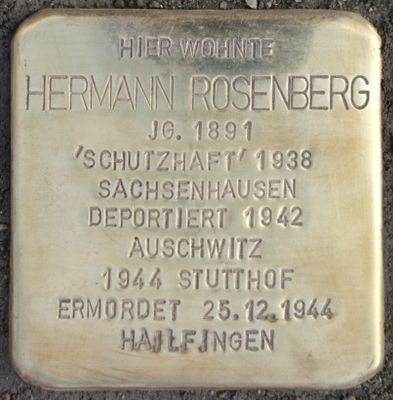 HIER WOHNTE
HERMANN ROSENBERG
JG. 1891
'SCHUTZHAFT' 1938
SACHSENHAUSEN
DEPORTIERT 1942
AUSCHWITZ
1944 STUTTHOF
ERMORDET 25.12.1944
HAILFINGEN